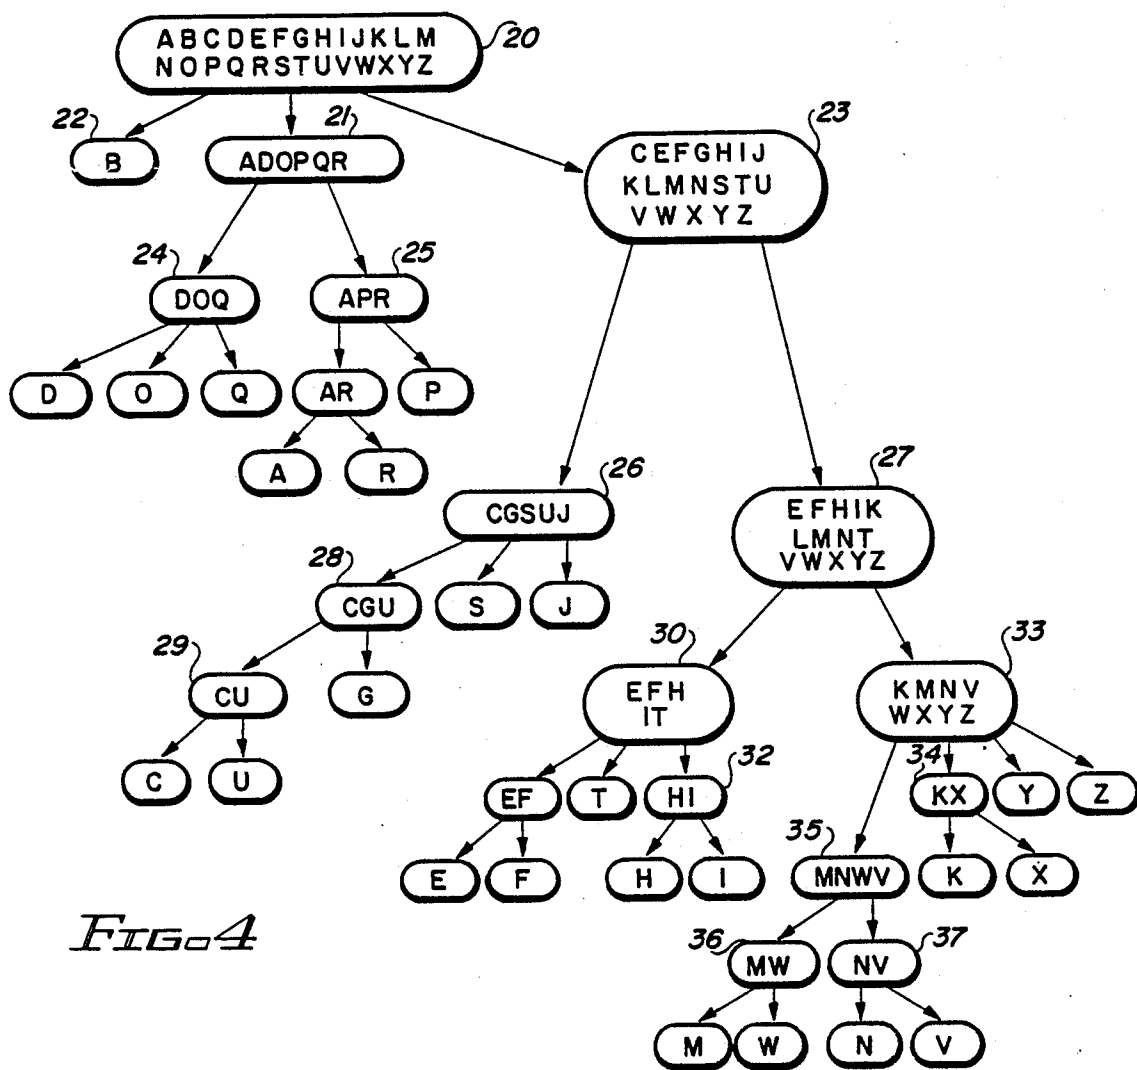 ABCDEFGHIJKLM
NOPQRSTUVWXYZ
20
22
B
21
ADOPQR
23
CEFGHIJ
KLMNSTU
VWXYZ
24
DOQ
25
APR
D
O
Q
AR
P
A
R
26
CGSUJ
27
EFHIK
LMNT
VWXYZ
28
CGU
S
J
29
CU
G
C
U
30
EFH
IT
33
KMNV
WXYZ
EF
T
32
HI
34
KX
Y
Z
E
F
H
I
35
MNWV
K
X
36
MW
37
NV
M
W
N
V
FIG. 4